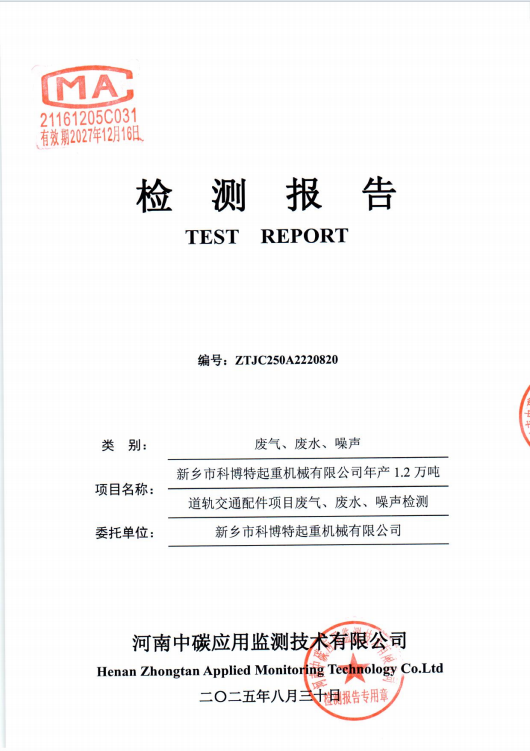 CMA
21161205C031
有效期2027年12月16日
检测报告
TEST REPORT
编号：ZTJC250A2220820
类 别： 废气、废水、噪声
项目名称： 新乡市科博特起重机械有限公司年产 1.2 万吨
道轨交通配件项目废气、废水、噪声检测
委托单位： 新乡市科博特起重机械有限公司
河南中碳应用监测技术有限公司
Henan Zhongtan Applied Monitoring Technology Co.Ltd
二〇二五年八月三十日
检测报告专用章